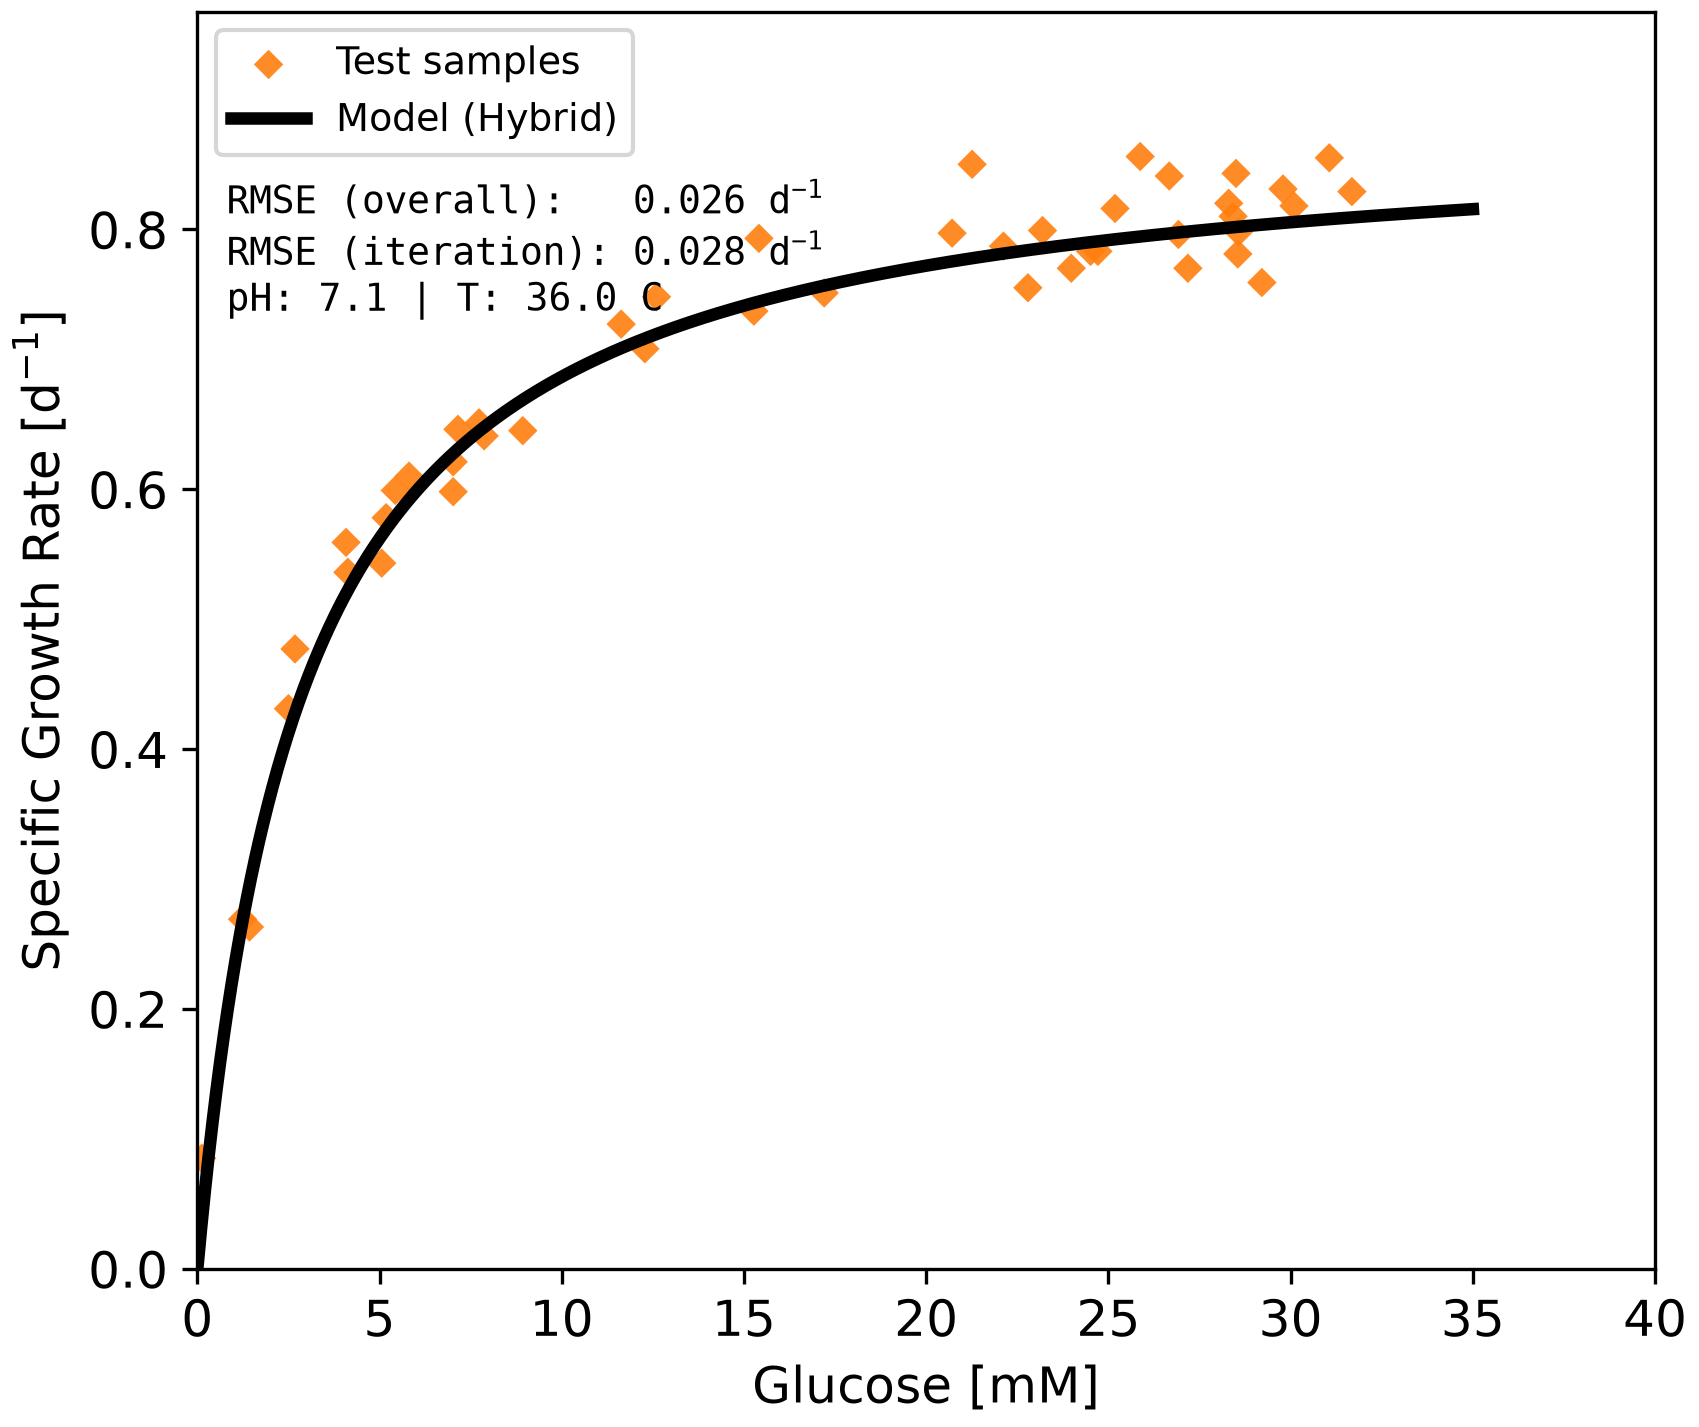 Test samples
Model (Hybrid)
RMSE (overall):   0.026 d⁻¹
RMSE (iteration): 0.028 d⁻¹
pH: 7.1 | T: 36.0 C
Specific Growth Rate [d⁻¹]
0.8
0.6
0.4
0.2
0.0
0 5 10 15 20 25 30 35 40
Glucose [mM]